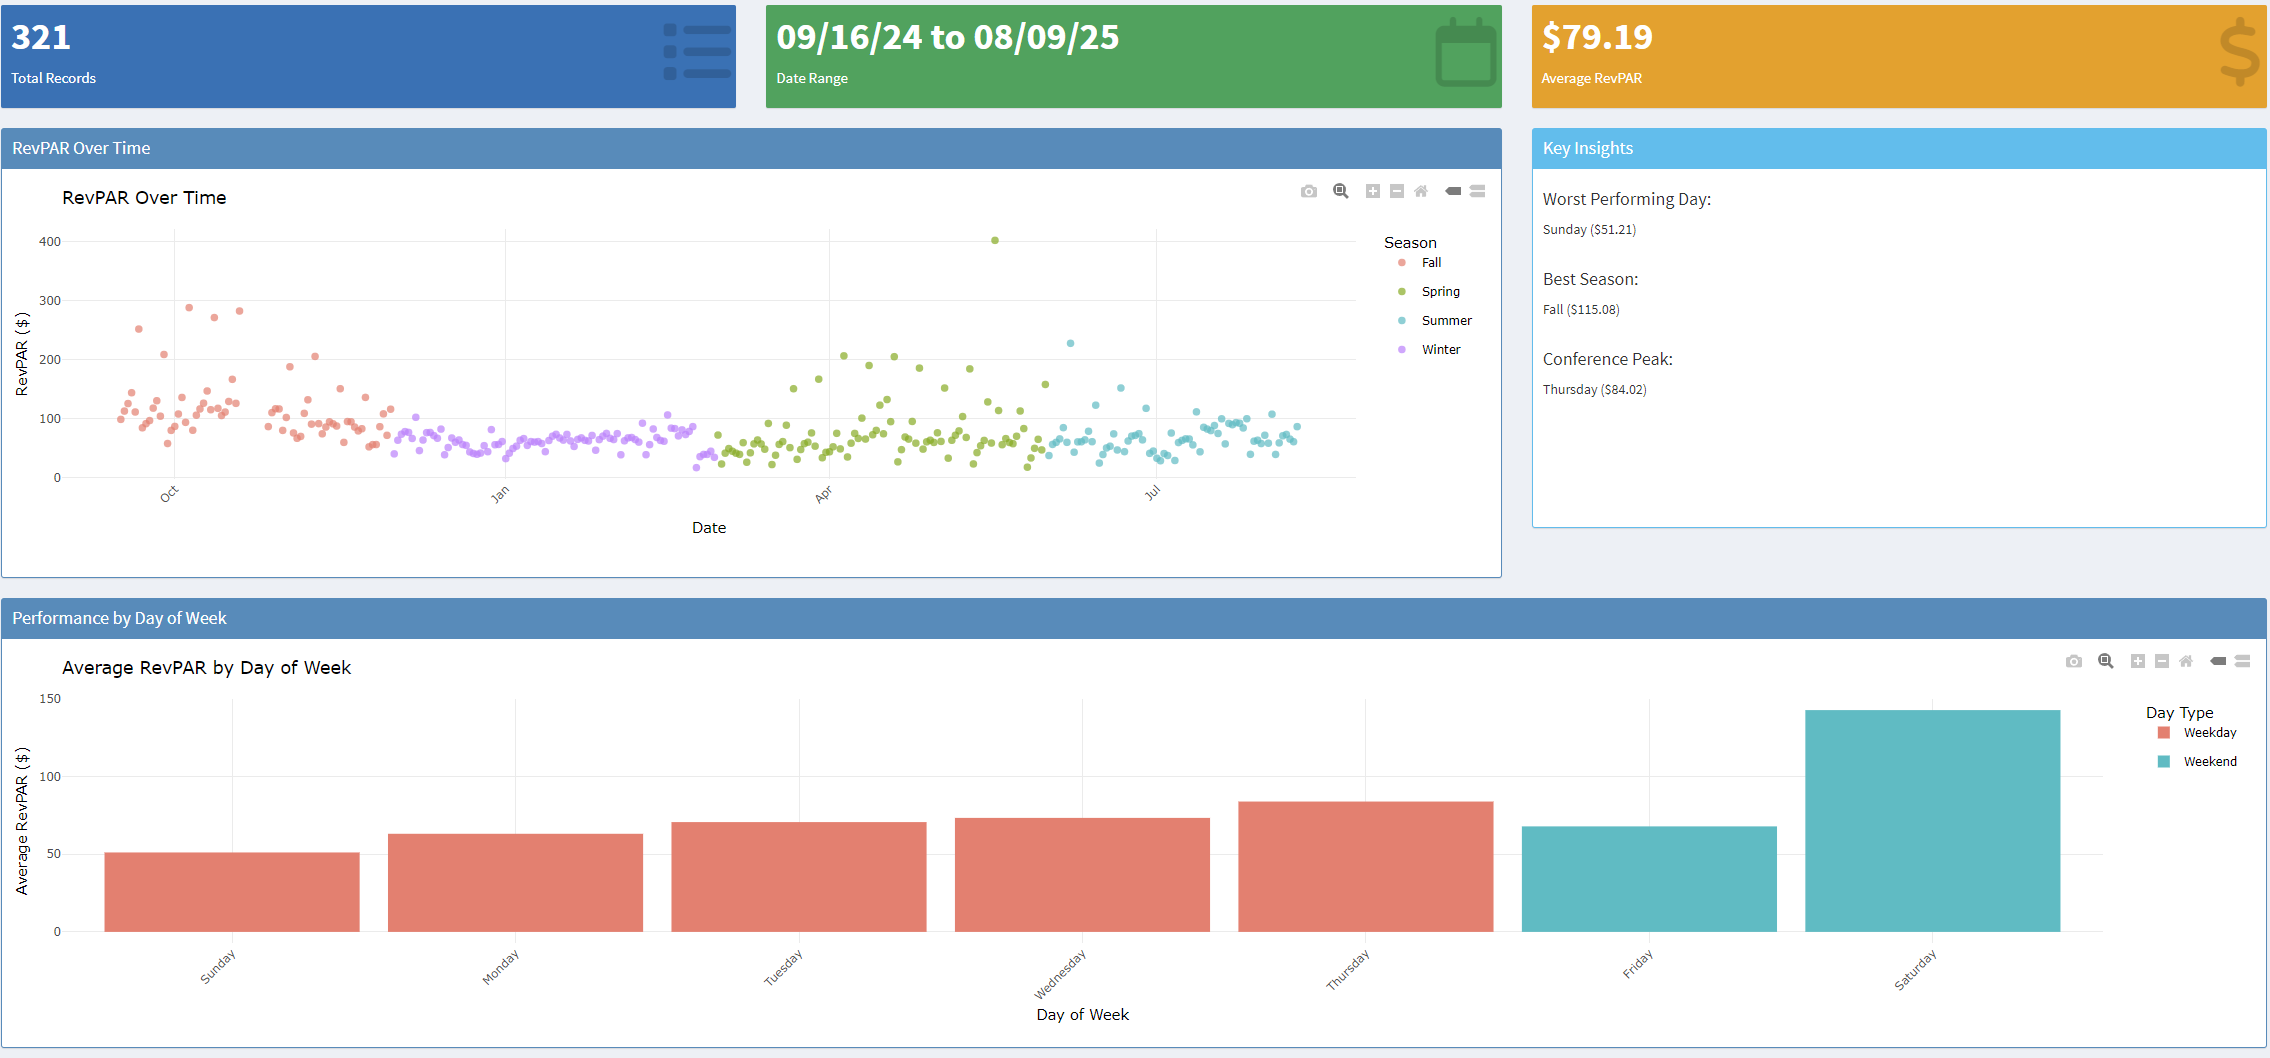 321
Total Records
09/16/24 to 08/09/25
Date Range
$79.19
Average RevPAR
RevPAR Over Time
RevPAR Over Time
RevPAR ($)
400
300
200
100
0
Oct
Jan
Apr
Jul
Date
Season
Fall
Spring
Summer
Winter
Key Insights
Worst Performing Day:
Sunday ($51.21)
Best Season:
Fall ($115.08)
Conference Peak:
Thursday ($84.02)
Performance by Day of Week
Average RevPAR by Day of Week
Average RevPAR ($)
150
100
50
0
Sunday
Monday
Tuesday
Wednesday
Thursday
Friday
Saturday
Day of Week
Day Type
Weekday
Weekend